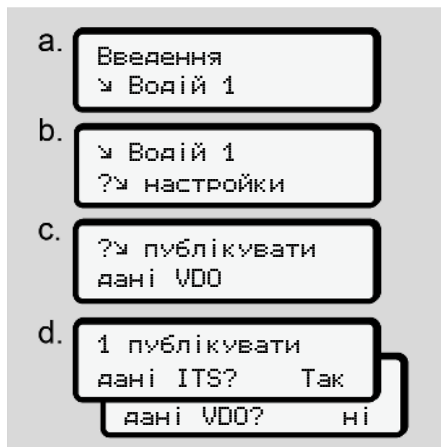 a.
Введення
↘ Водій 1
b.
↘ Водій 1
?↘ настройки
c.
?↘ публікувати
дані VDO
d.
1 публікувати
дані ITS? Так
дані VDO? ні